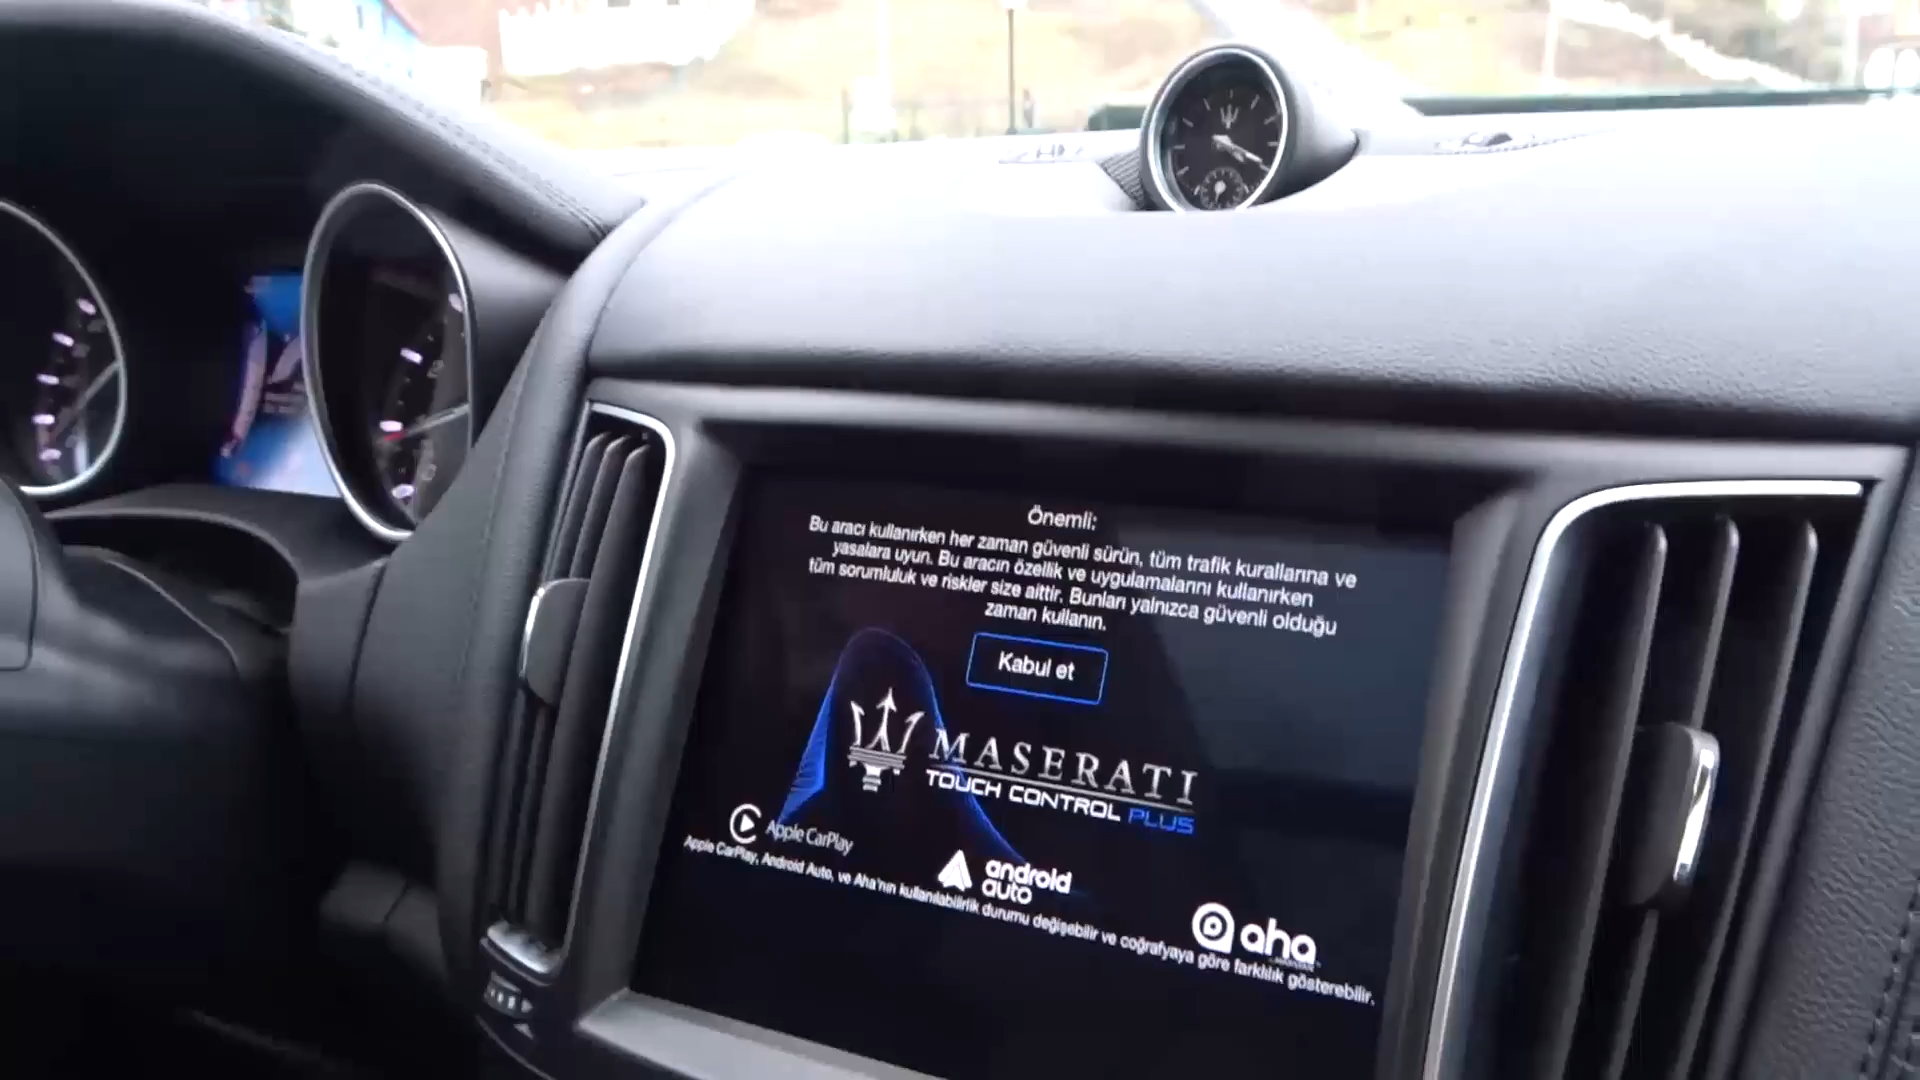 Önemli:
Bu aracı kullanırken her zaman güvenli sürün, tüm trafik kurallarına ve
yasalara uyun. Bu aracın özellik ve uygulamalarını kullanırken
tüm sorumluluk ve riskler size aittir. Bunları yalnızca güvenli olduğu
zaman kullanın.
Kabul et
MASERATI
TOUCH CONTROL PLUS
Apple CarPlay
android
auto
aha
Apple CarPlay, Android Auto, ve Aha'nın kullanılabilirlik durumu değişebilir ve coğrafyaya göre farklılık gösterebilir.